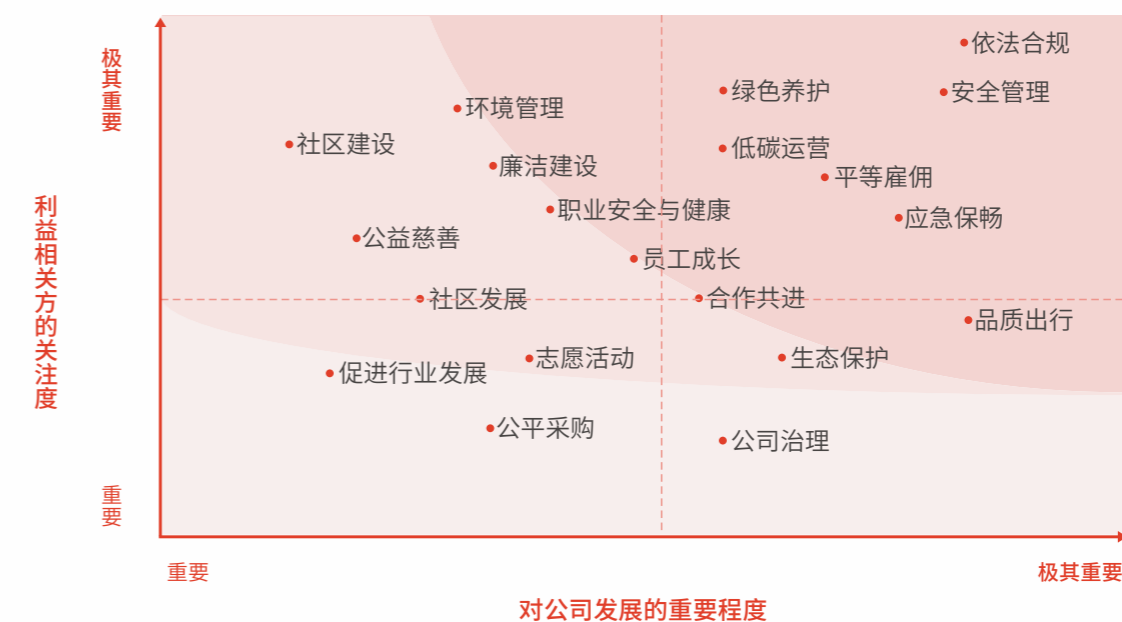 极其重要
利益相关方的关注度
重要
依法合规
绿色养护
安全管理
环境管理
社区建设
低碳运营
廉洁建设
平等雇佣
职业安全与健康
应急保畅
公益慈善
员工成长
社区发展
合作共进
品质出行
志愿活动
生态保护
促进行业发展
公平采购
公司治理
重要
极其重要
对公司发展的重要程度